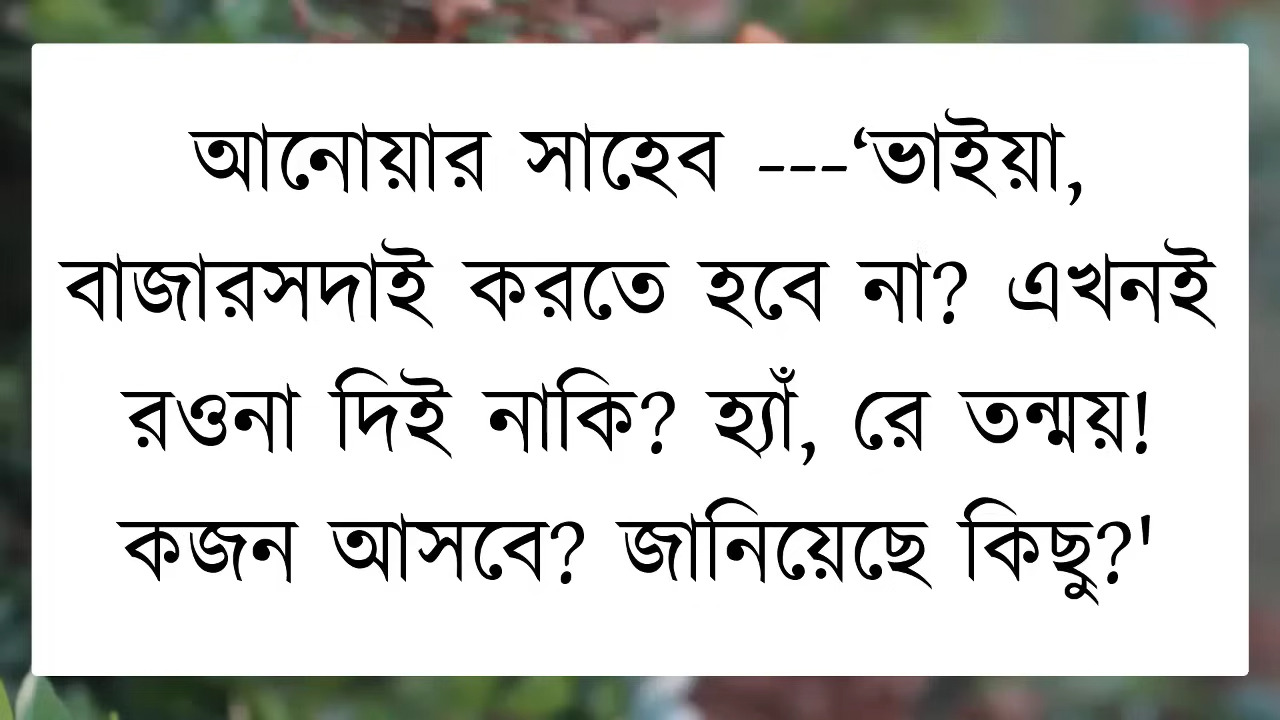 আনোয়ার সাহেব ---‘ভাইয়া,
বাজারসদাই করতে হবে না? এখনই
রওনা দিই নাকি? হ্যাঁ, রে তন্ময়!
কজন আসবে? জানিয়েছে কিছু?'